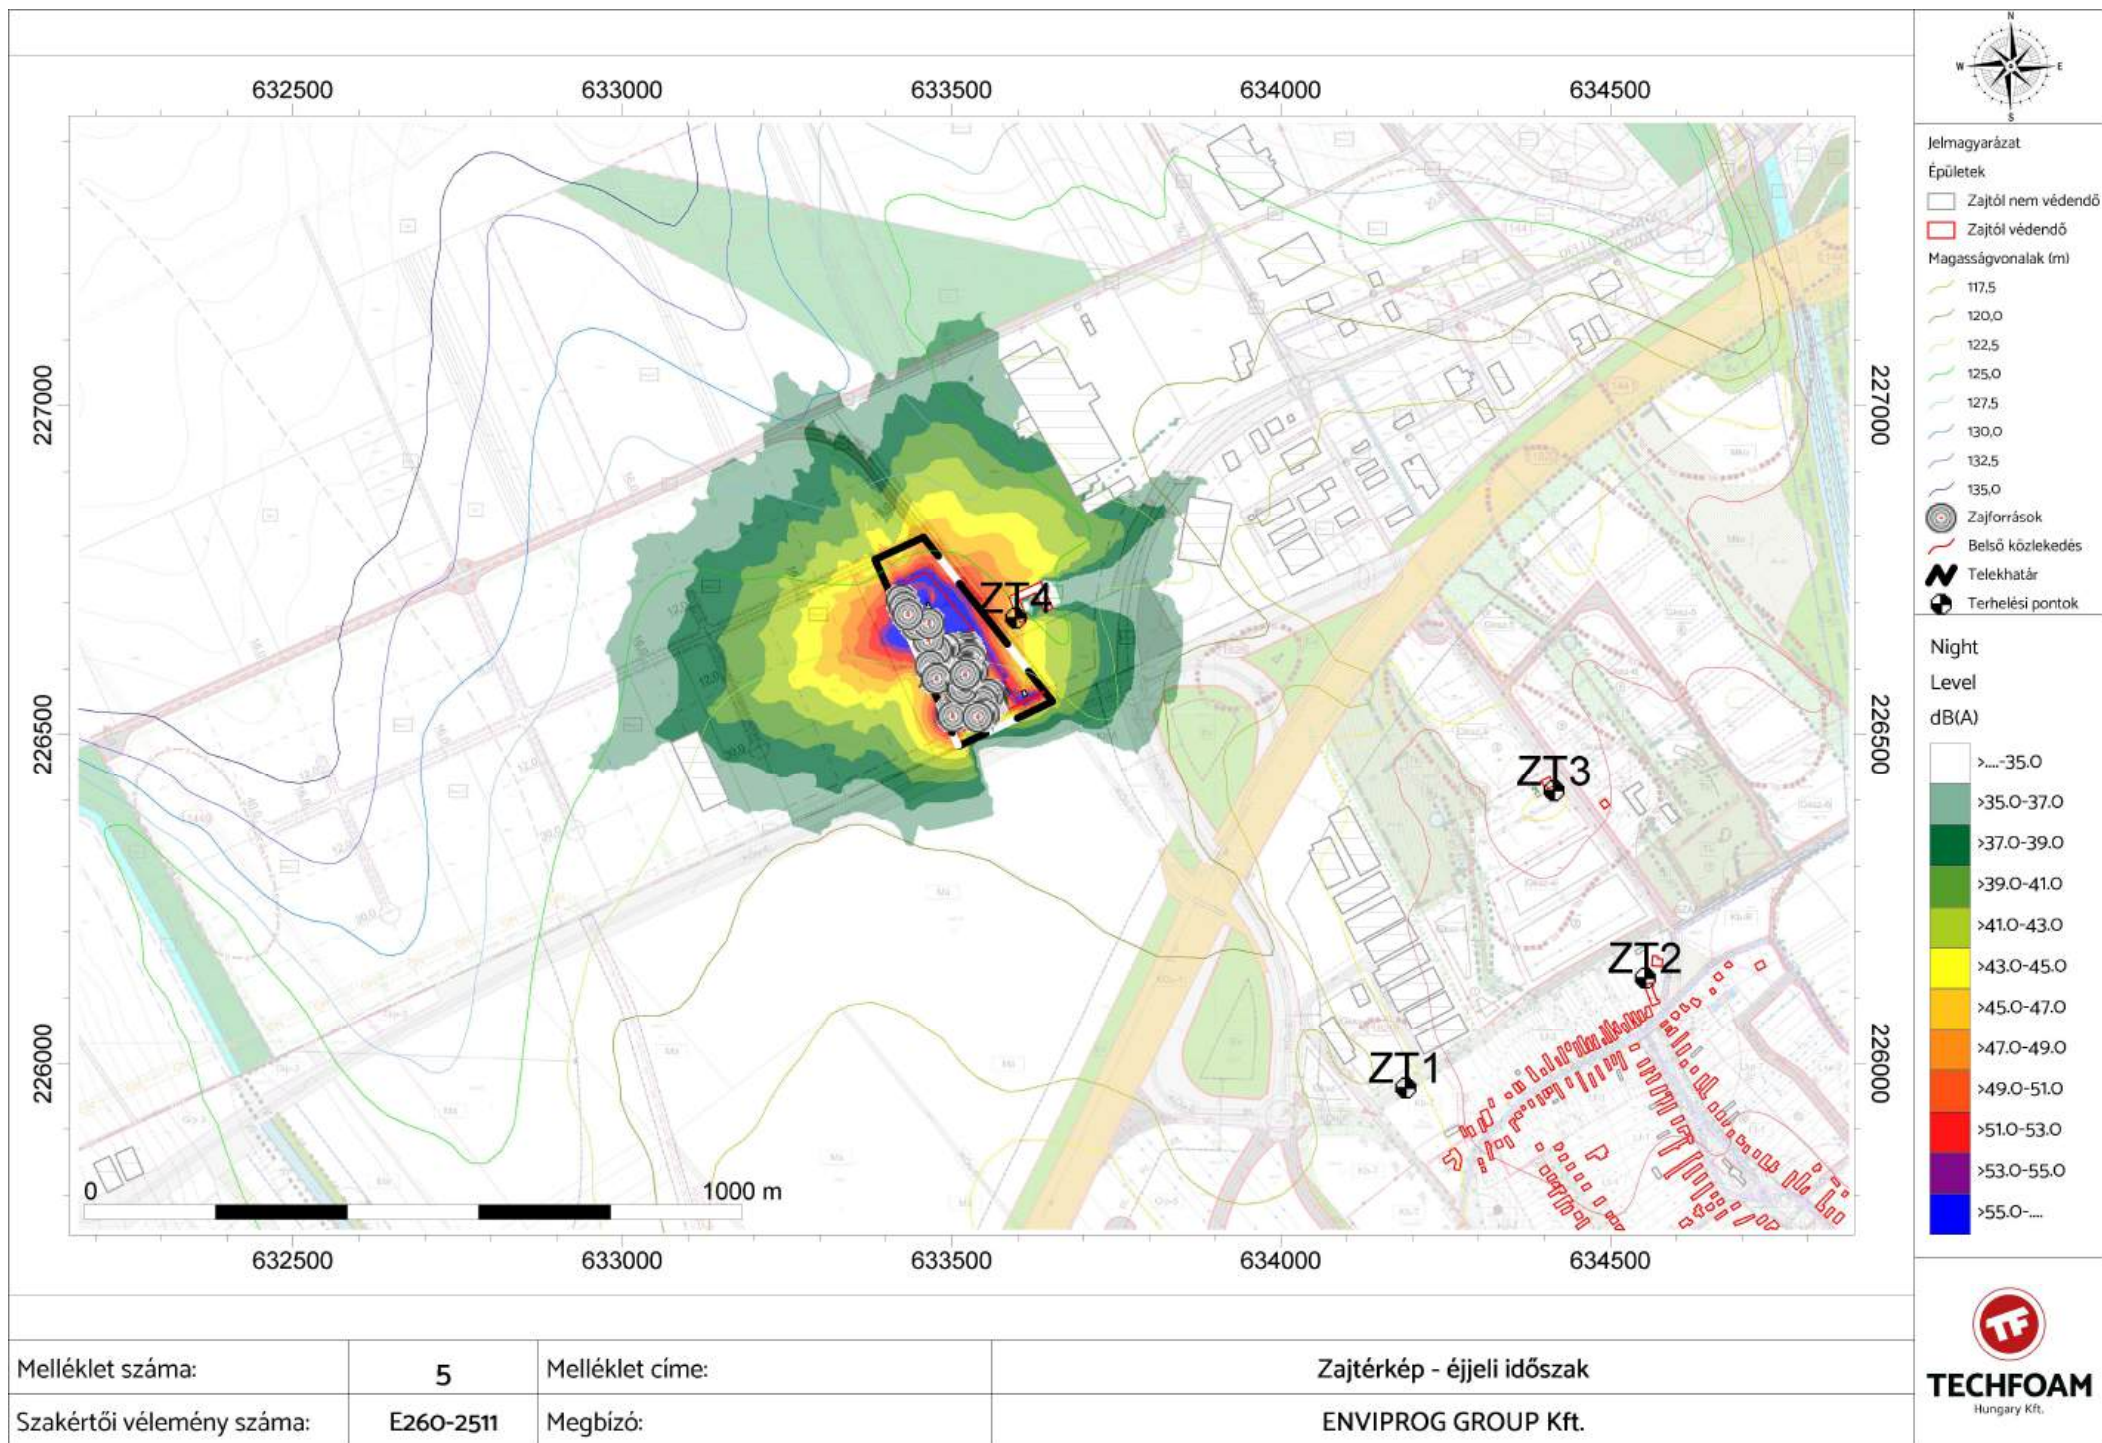 N
W
E
S
632500
633000
633500
634000
634500
227000
226500
226000
227000
226500
226000
ZT4
ZT3
ZT2
ZT1
0
1000 m
632500
633000
633500
634000
634500
Jelmagyarázat
Épületek
Zajtól nem védendő
Zajtól védendő
Magasságvonalak (m)
117,5
120,0
122,5
125,0
127,5
130,0
132,5
135,0
Zajforrások
Belső közlekedés
Telekhatár
Terhelési pontok
Night
Level
dB(A)
>....-35.0
>35.0-37.0
>37.0-39.0
>39.0-41.0
>41.0-43.0
>43.0-45.0
>45.0-47.0
>47.0-49.0
>49.0-51.0
>51.0-53.0
>53.0-55.0
>55.0-....
TF
TECHFOAM
Hungary Kft.
Melléklet száma:
5
Melléklet címe:
Zajtérkép - éjjeli időszak
Szakértői vélemény száma:
E260-2511
Megbízó:
ENVIPROG GROUP Kft.